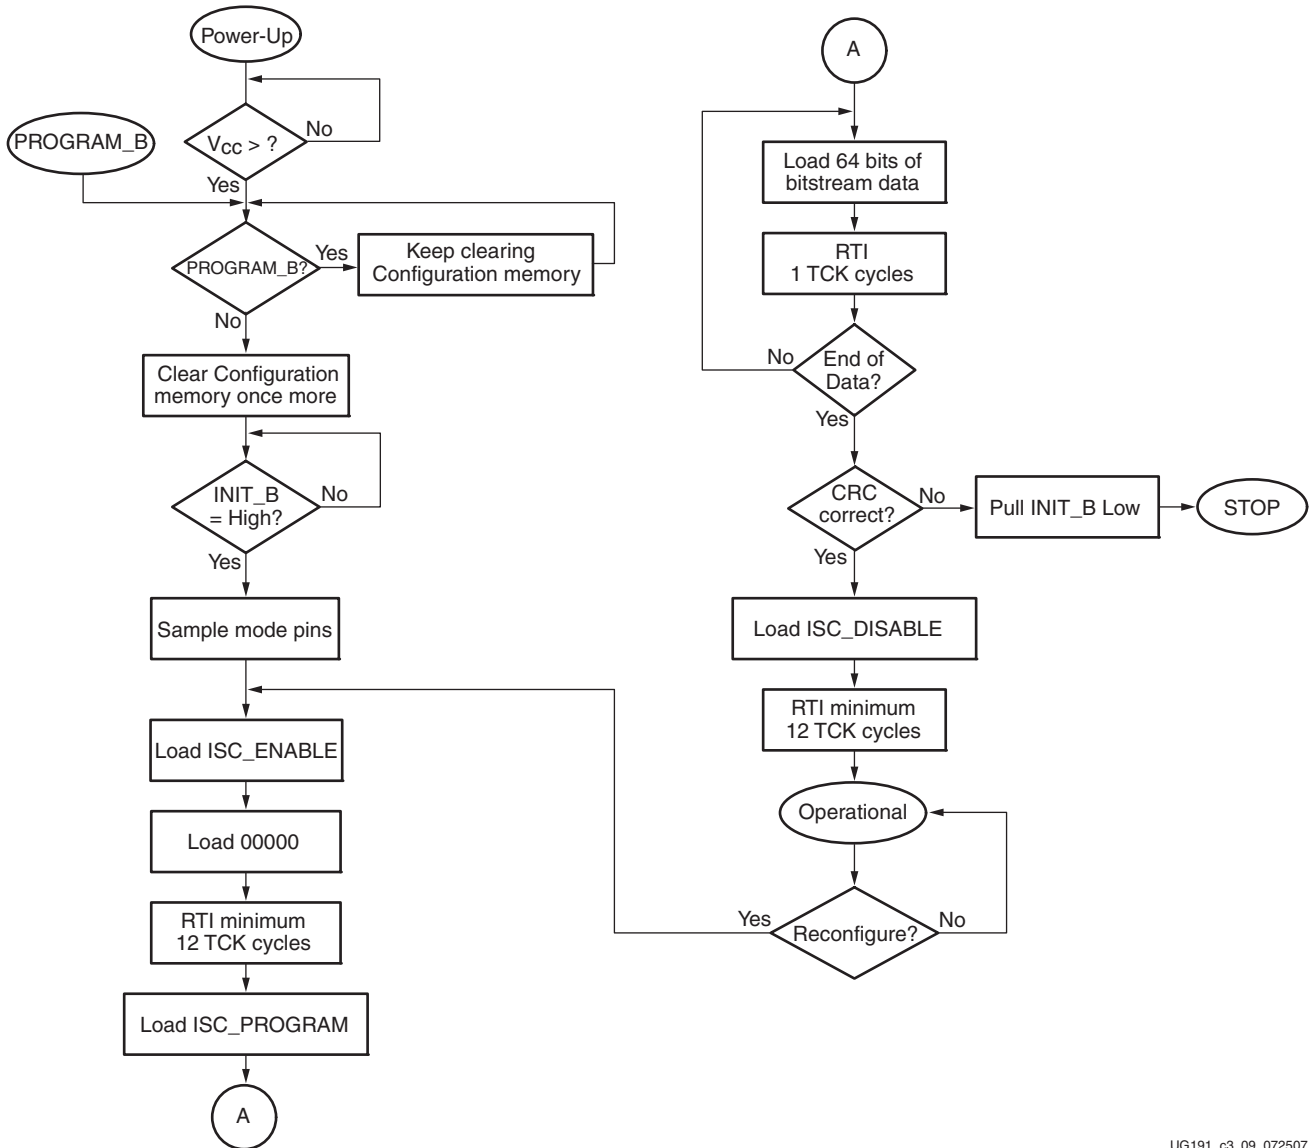 Power-Up
No
VCC > ?
PROGRAM_B
Yes
PROGRAM_B?
Yes
Keep clearing
Configuration memory
No
Clear Configuration
memory once more
INIT_B
= High?
No
Yes
Sample mode pins
Load ISC_ENABLE
Load 00000
RTI minimum
12 TCK cycles
Load ISC_PROGRAM
A
A
Load 64 bits of
bitstream data
RTI
1 TCK cycles
No
End of
Data?
Yes
CRC
correct?
No
Pull INIT_B Low
STOP
Yes
Load ISC_DISABLE
RTI minimum
12 TCK cycles
Operational
Yes
Reconfigure?
No
UG191_c3_09_072507